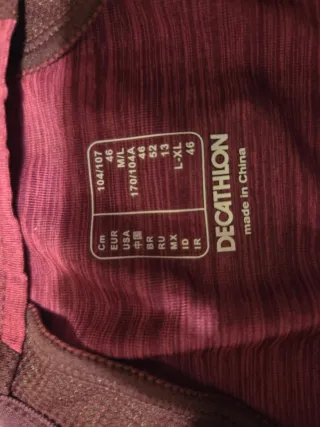 Cm 104/107
EUR 46
USA M/L
中国 170/104A
BR 46
RU 52
MX 13
ID L-XL
IR 46
DECATHLON
made in China